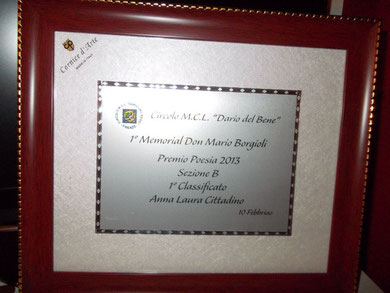 Cornice d'Arte
Circolo M.C.L. "Dario del Bene"
1° Memorial Don Mario Borgioli
Premio Poesia 2013
Sezione B
1° Classificato
Anna Laura Cittadino
10 Febbraio